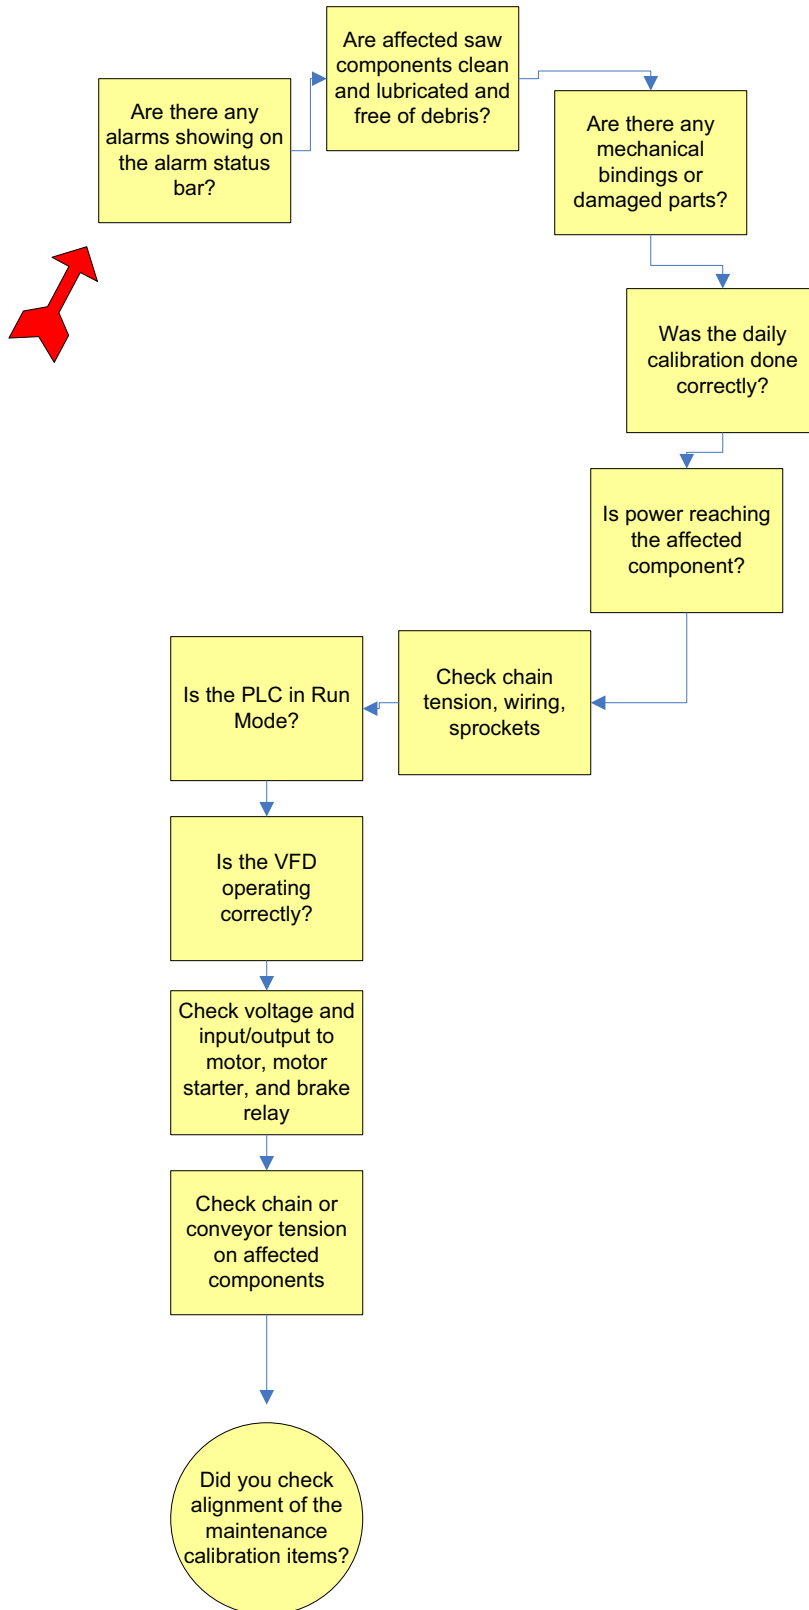 Are there any
alarms showing on
the alarm status
bar?
Are affected saw
components clean
and lubricated and
free of debris?
Are there any
mechanical
bindings or
damaged parts?
Was the daily
calibration done
correctly?
Is power reaching
the affected
component?
Check chain
tension, wiring,
sprockets
Is the PLC in Run
Mode?
Is the VFD
operating
correctly?
Check voltage and
input/output to
motor, motor
starter, and brake
relay
Check chain or
conveyor tension
on affected
components
Did you check
alignment of the
maintenance
calibration items?